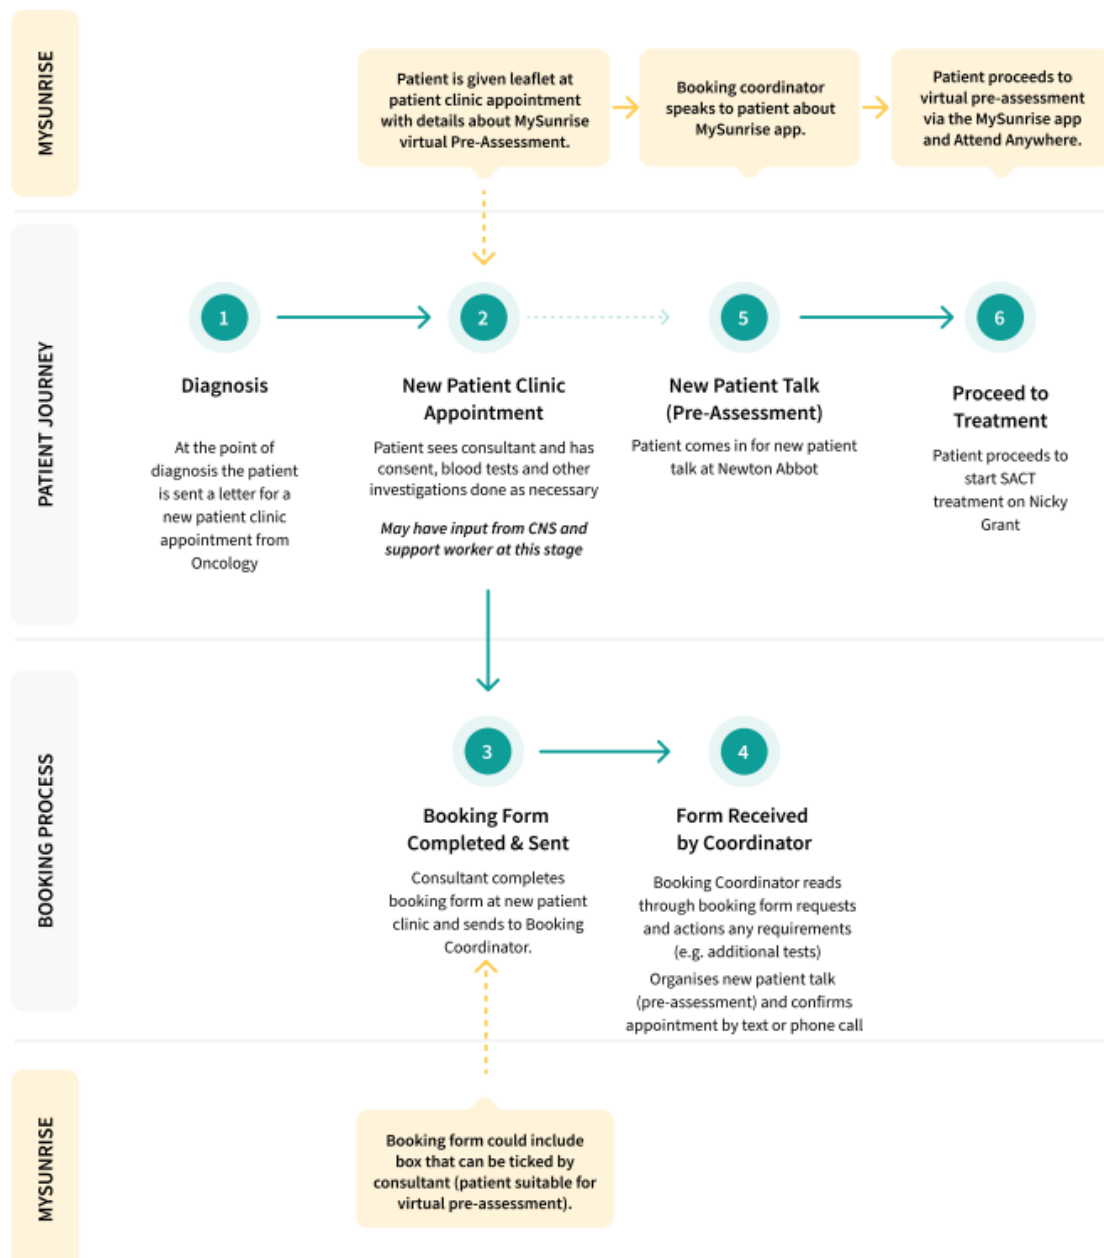 MYSUNRISE
Patient is given leaflet at
patient clinic appointment
with details about MySunrise
virtual Pre-Assessment.
Booking coordinator
speaks to patient about
MySunrise app.
Patient proceeds to
virtual pre-assessment
via the MySunrise app
and Attend Anywhere.
PATIENT JOURNEY
1
Diagnosis
At the point of
diagnosis the patient
is sent a letter for a
new patient clinic
appointment from
Oncology
2
New Patient Clinic
Appointment
Patient sees consultant and has
consent, blood tests and other
investigations done as necessary
May have input from CNS and
support worker at this stage
5
New Patient Talk
(Pre-Assessment)
Patient comes in for new patient
talk at Newton Abbot
6
Proceed to
Treatment
Patient proceeds to
start SACT
treatment on Nicky
Grant
BOOKING PROCESS
3
Booking Form
Completed & Sent
Consultant completes
booking form at new patient
clinic and sends to Booking
Coordinator.
4
Form Received
by Coordinator
Booking Coordinator reads
through booking form requests
and actions any requirements
(e.g. additional tests)
Organises new patient talk
(pre-assessment) and confirms
appointment by text or phone call
MYSUNRISE
Booking form could include
box that can be ticked by
consultant (patient suitable for
virtual pre-assessment).